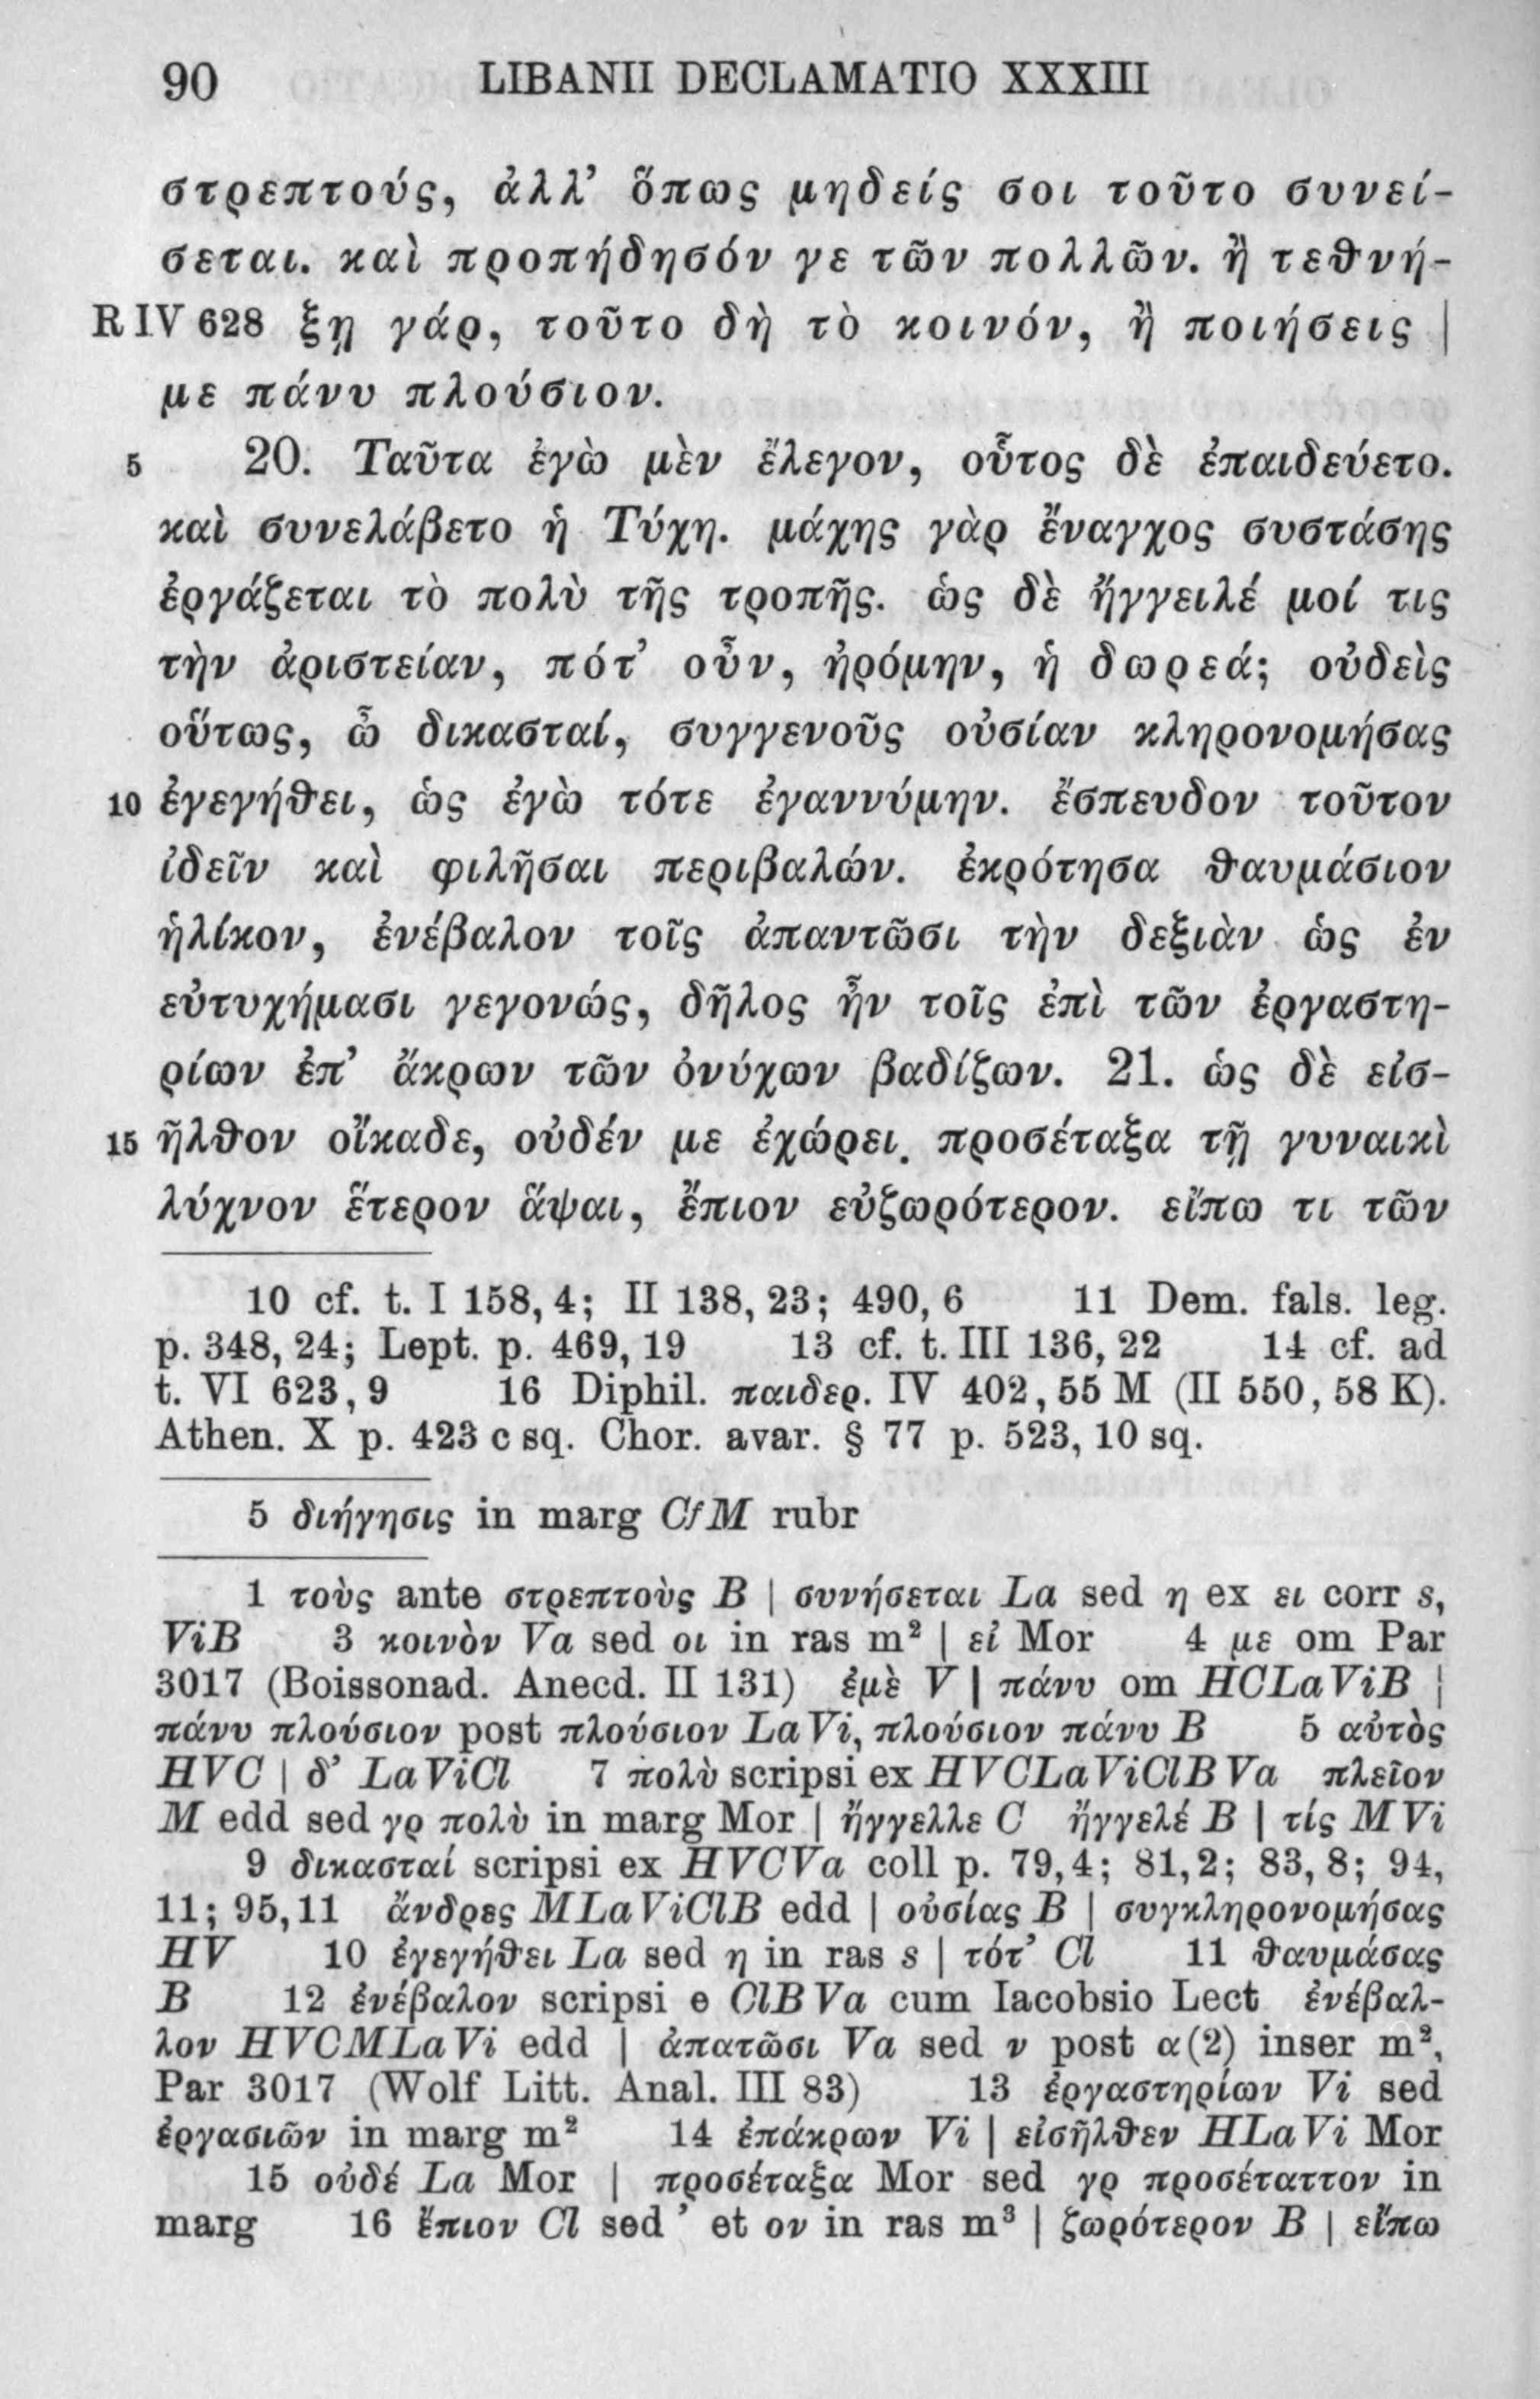 90 LIBANII DECLAMATIO XXXIII
στρεπτούς, ἀλλ’ ὅπως μηδείς σοι τοῦτο συνεί-
σεται. καὶ προπήδησόν γε τῶν πολλῶν. ἢ τεθνή-
R IV 628 ξῃ γάρ, τοῦτο δὴ τὸ κοινόν, ἢ ποιήσεις |
με πάνυ πλούσιον.
5 20. Ταῦτα ἐγὼ μὲν ἔλεγον, οὗτος δὲ ἐπαιδεύετο.
καὶ συνελάβετο ἡ Τύχη. μάχης γὰρ ἔναγχος συστάσης
ἐργάζεται τὸ πολὺ τῆς τροπῆς. ὡς δὲ ἤγγειλέ μοί τις
τὴν ἀριστείαν, πότ’ οὖν, ἠρόμην, ἡ δωρεά; οὐδεὶς
οὕτως, ὦ δικασταί, συγγενοῦς οὐσίαν κληρονομήσας
10 ἐγεγήθει, ὡς ἐγὼ τότε ἐγαννύμην. ἔσπευδον τοῦτον
ἰδεῖν καὶ φιλῆσαι περιβαλών. ἐκρότησα θαυμάσιον
ἡλίκον, ἐνέβαλον τοῖς ἀπαντῶσι τὴν δεξιὰν ὡς ἐν
εὐτυχήμασι γεγονώς, δῆλος ἦν τοῖς ἐπὶ τῶν ἐργαστη-
ρίων ἐπ’ ἄκρων τῶν ὀνύχων βαδίζων. 21. ὡς δὲ εἰσ-
15 ῆλθον οἴκαδε, οὐδέν με ἐχώρει. προσέταξα τῇ γυναικὶ
λύχνον ἕτερον ἅψαι, ἔπιον εὐζωρότερον. εἴπω τι τῶν
10 cf. t. I 158, 4; II 138, 23; 490, 6 11 Dem. fals. leg.
p. 348, 24; Lept. p. 469, 19 13 cf. t. III 136, 22 14 cf. ad
t. VI 623, 9 16 Diphil. παιδερ. IV 402, 55 M (II 550, 58 K).
Athen. X p. 423 c sq. Chor. avar. § 77 p. 523, 10 sq.
5 διήγησις in marg CfM rubr
1 τοὺς ante στρεπτοὺς B | συνήσεται La sed η ex ει corr s,
ViB 3 κοινὸν Va sed οι in ras m² | εἰ Mor 4 με om Par
3017 (Boissonad. Anecd. II 131) ἐμὲ V | πάνυ om HCLaViB |
πάνυ πλούσιον post πλούσιον LaVi, πλούσιον πάνυ B 5 αὐτὸς
HVC | δ’ LaViCl 7 πολὺ scripsi ex HVCLaViClBVa πλεῖον
M edd sed γρ πολὺ in marg Mor | ἤγγελλε C ἤγγελέ B | τίς MVi
9 δικασταί scripsi ex HVCVa coll p. 79, 4; 81, 2; 83, 8; 94,
11; 95, 11 ἄνδρες MLaViClB edd | οὐσίας B | συγκληρονομήσας
HV 10 ἐγεγήθει La sed η in ras s | τότ’ Cl 11 θαυμάσας
B 12 ἐνέβαλον scripsi e ClBVa cum Iacobsio Lect ἐνέβαλ-
λον HVCMLaVi edd | ἀπατῶσι Va sed ν post α(2) inser m²,
Par 3017 (Wolf Litt. Anal. III 83) 13 ἐργαστηρίων Vi sed
ἐργασιῶν in marg m² 14 ἐπάκρων Vi | εἰσῆλθεν HLaVi Mor
15 οὐδέ La Mor | προσέταξα Mor sed γρ προσέταττον in
marg 16 ἔπιον Cl sed ’ et ον in ras m³ | ζωρότερον B | εἴπω